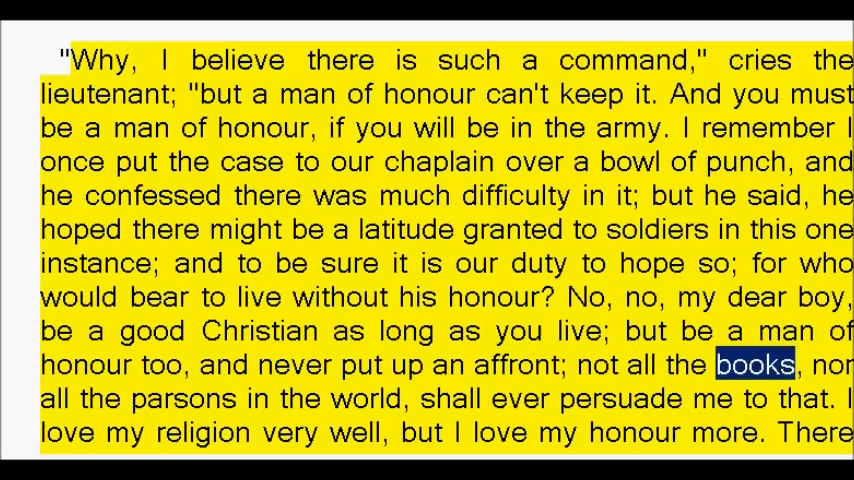 "Why, I believe there is such a command," cries the
lieutenant; "but a man of honour can't keep it. And you must
be a man of honour, if you will be in the army. I remember I
once put the case to our chaplain over a bowl of punch, and
he confessed there was much difficulty in it; but he said, he
hoped there might be a latitude granted to soldiers in this one
instance; and to be sure it is our duty to hope so; for who
would bear to live without his honour? No, no, my dear boy,
be a good Christian as long as you live; but be a man of
honour too, and never put up an affront; not all the books, nor
all the parsons in the world, shall ever persuade me to that. I
love my religion very well, but I love my honour more. There